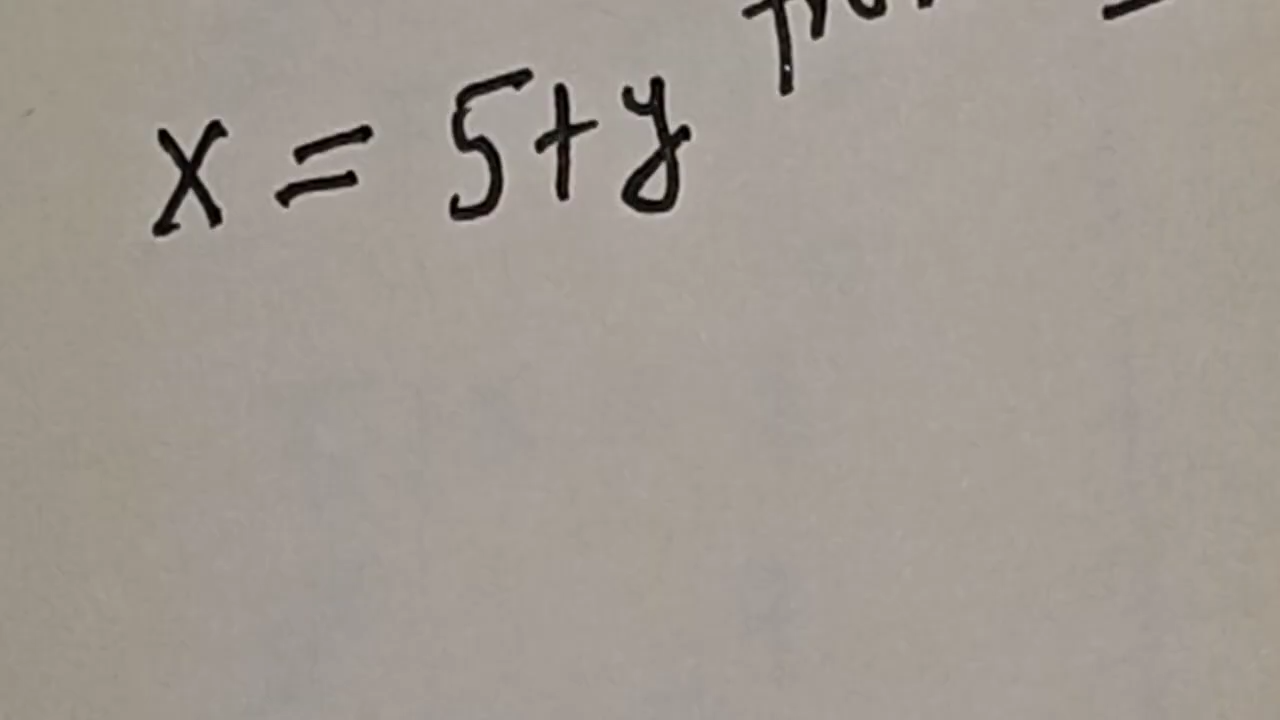 x = 5+y